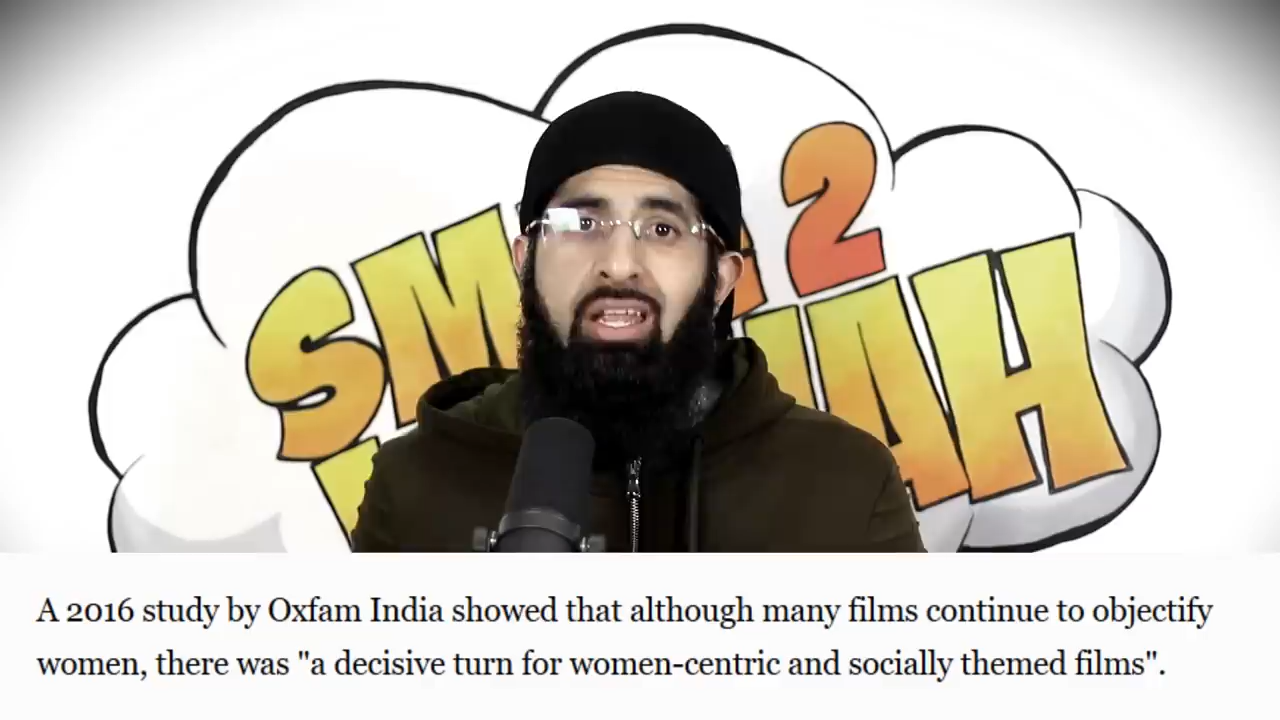 2
A 2016 study by Oxfam India showed that although many films continue to objectify
women, there was "a decisive turn for women-centric and socially themed films".